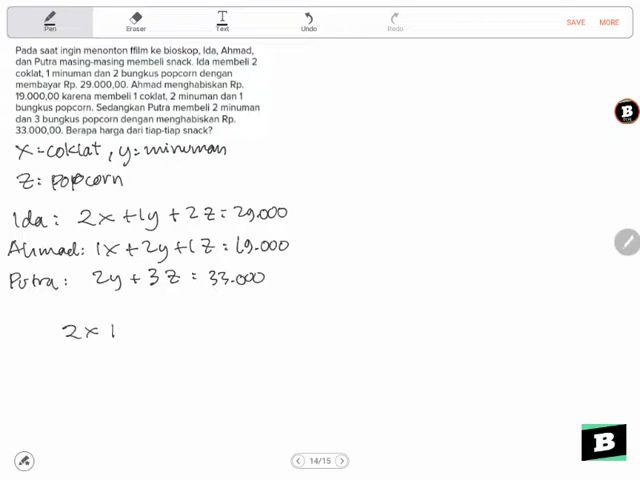 Pen
Eraser
Text
Undo
Redo
SAVE
MORE
Pada saat ingin menonton ffilm ke bioskop, Ida, Ahmad,
dan Putra masing-masing membeli snack. Ida membeli 2
coklat, 1 minuman dan 2 bungkus popcorn dengan
membayar Rp. 29.000,00. Ahmad menghabiskan Rp.
19.000,00 karena membeli 1 coklat, 2 minuman dan 1
bungkus popcorn. Sedangkan Putra membeli 2 minuman
dan 3 bungkus popcorn dengan menghabiskan Rp.
33.000,00. Berapa harga dari tiap-tiap snack?
x = coklat, y = minuman
z : popcorn
Ida : 2x + 1y + 2z = 29.000
Ahmad : 1x + 2y + 1z = 19.000
Putra : 2y + 3z = 33.000
2x 1
14/15
B